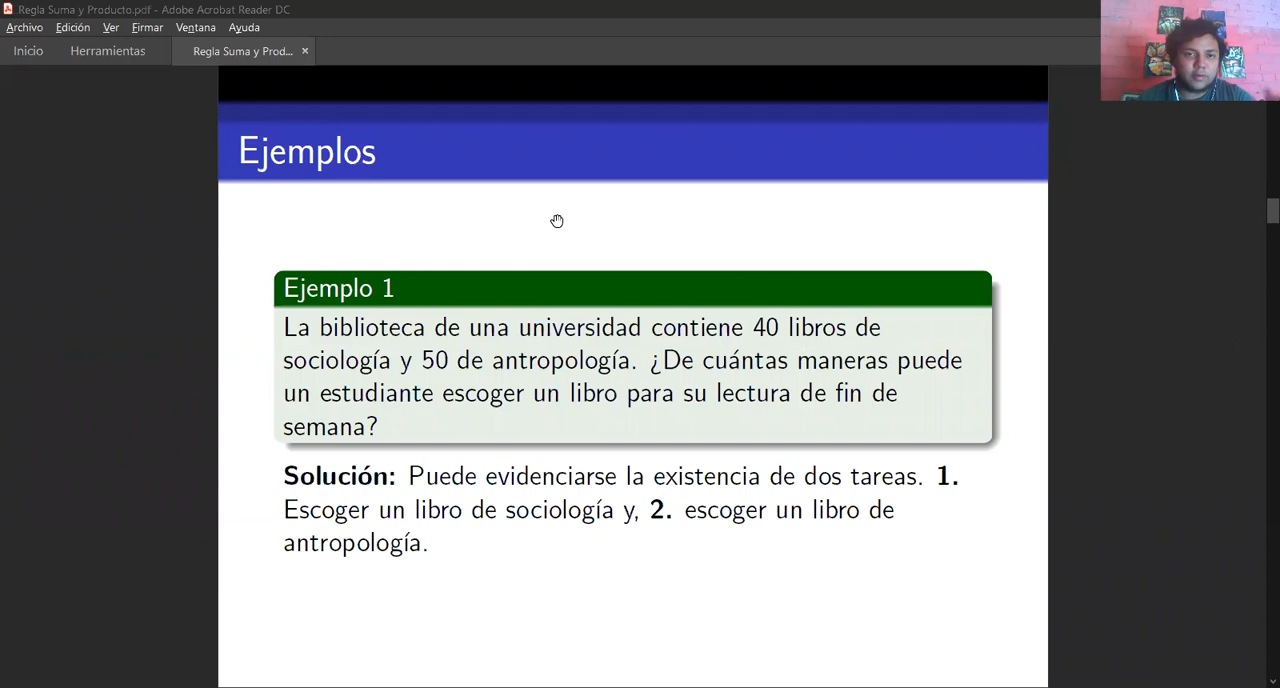 Regla Suma y Producto.pdf - Adobe Acrobat Reader DC
Archivo Edición Ver Firmar Ventana Ayuda
Inicio Herramientas Regla Suma y Prod... ×
Ejemplos
Ejemplo 1
La biblioteca de una universidad contiene 40 libros de
sociología y 50 de antropología. ¿De cuántas maneras puede
un estudiante escoger un libro para su lectura de fin de
semana?
Solución: Puede evidenciarse la existencia de dos tareas. 1.
Escoger un libro de sociología y, 2. escoger un libro de
antropología.